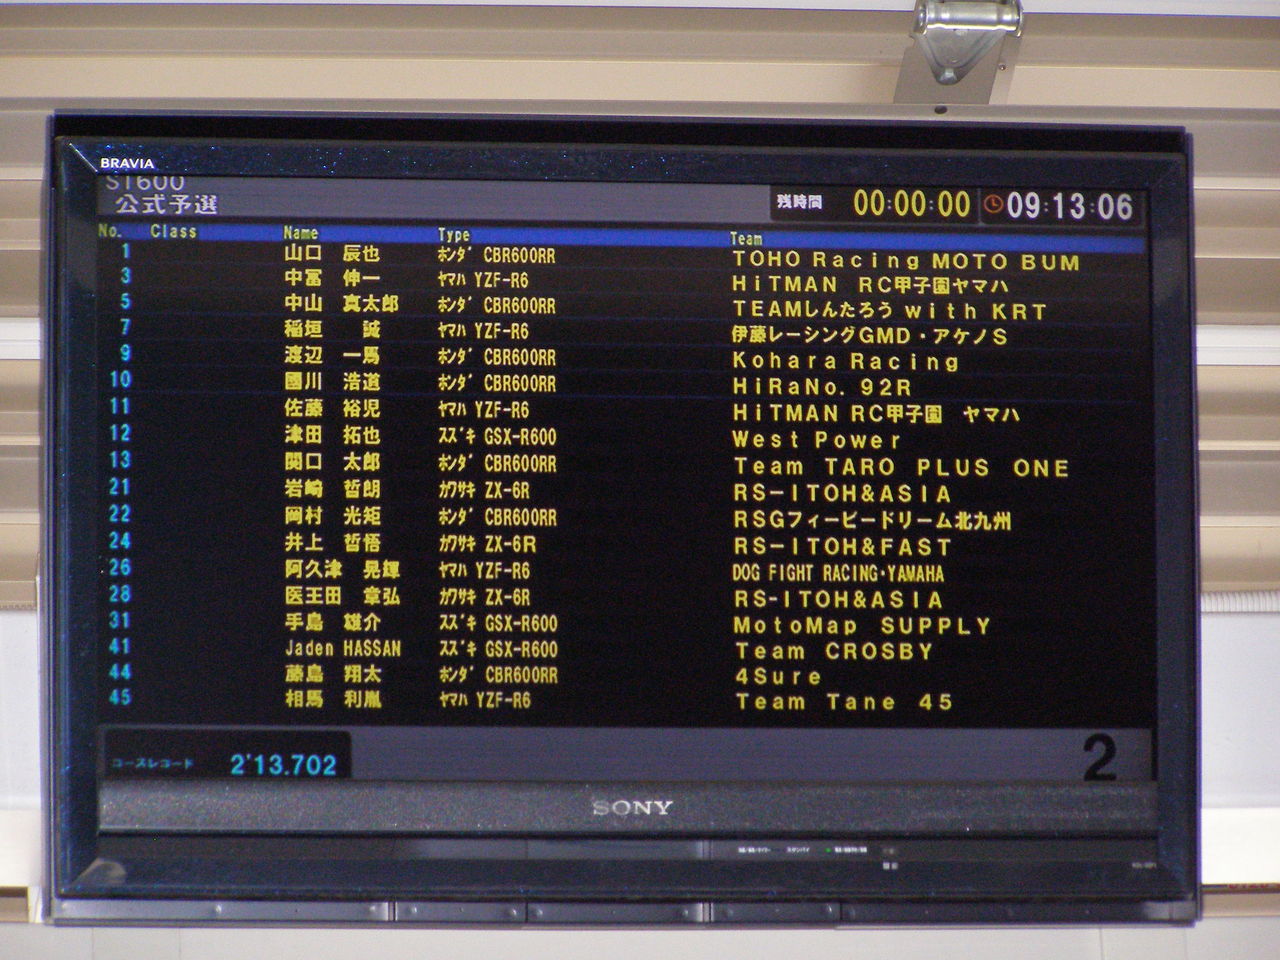 BRAVIA
ST600
公式予選 残時間 00:00:00 09:13:06
No. Class Name Type Team
1 山口 辰也 ホンダ CBR600RR TOHO Racing MOTO BUM
3 中冨 伸一 ヤマハ YZF-R6 HiTMAN RC甲子園ヤマハ
5 中山 真太郎 ホンダ CBR600RR TEAMしんたろう with KRT
7 稲垣 誠 ヤマハ YZF-R6 伊藤レーシングGMD・アケノS
9 渡辺 一馬 ホンダ CBR600RR Kohara Racing
10 國川 浩道 ホンダ CBR600RR HiRaNo. 92R
11 佐藤 裕児 ヤマハ YZF-R6 HiTMAN RC甲子園 ヤマハ
12 津田 拓也 スズキ GSX-R600 West Power
13 関口 太郎 ホンダ CBR600RR Team TARO PLUS ONE
21 岩崎 哲朗 カワサキ ZX-6R RS-ITOH&ASIA
22 岡村 光矩 ホンダ CBR600RR RSGフィービードリーム北九州
24 井上 哲悟 カワサキ ZX-6R RS-ITOH&FAST
26 阿久津 晃輝 ヤマハ YZF-R6 DOG FIGHT RACING・YAMAHA
28 医王田 章弘 カワサキ ZX-6R RS-ITOH&ASIA
31 手島 雄介 スズキ GSX-R600 MotoMap SUPPLY
41 Jaden HASSAN スズキ GSX-R600 Team CROSBY
44 藤島 翔太 ホンダ CBR600RR 4Sure
45 相馬 利胤 ヤマハ YZF-R6 Team Tane 45
コースレコード 2'13.702 2
SONY